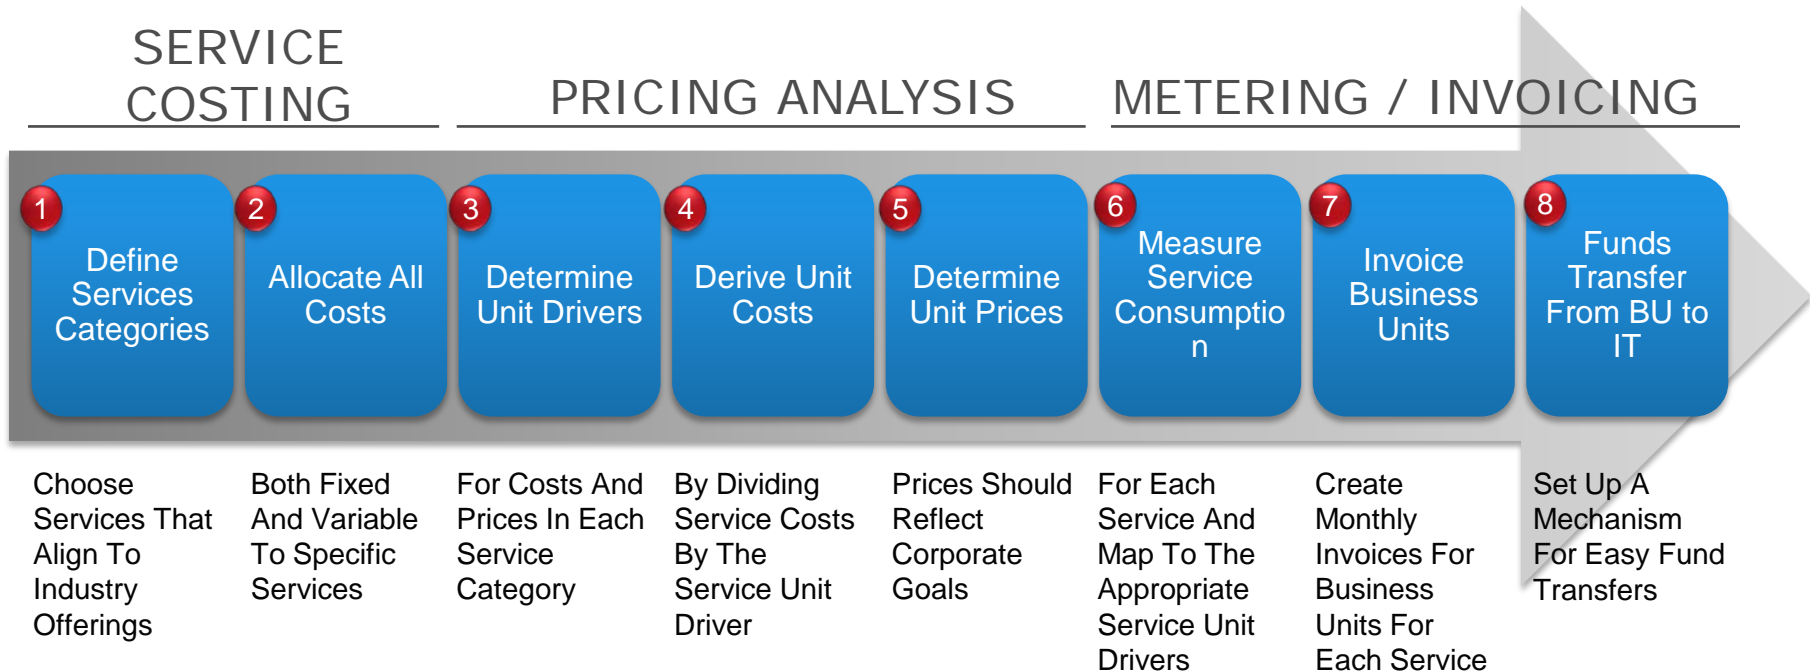 SERVICE
COSTING
PRICING ANALYSIS
METERING / INVOICING
1
Define
Services
Categories
2
Allocate All
Costs
3
Determine
Unit Drivers
4
Derive Unit
Costs
5
Determine
Unit Prices
6
Measure
Service
Consumptio
n
7
Invoice
Business
Units
8
Funds
Transfer
From BU to
IT
Choose
Services That
Align To
Industry
Offerings
Both Fixed
And Variable
To Specific
Services
For Costs And
Prices In Each
Service
Category
By Dividing
Service Costs
By The
Service Unit
Driver
Prices Should
Reflect
Corporate
Goals
For Each
Service And
Map To The
Appropriate
Service Unit
Drivers
Create
Monthly
Invoices For
Business
Units For
Each Service
Set Up A
Mechanism
For Easy Fund
Transfers